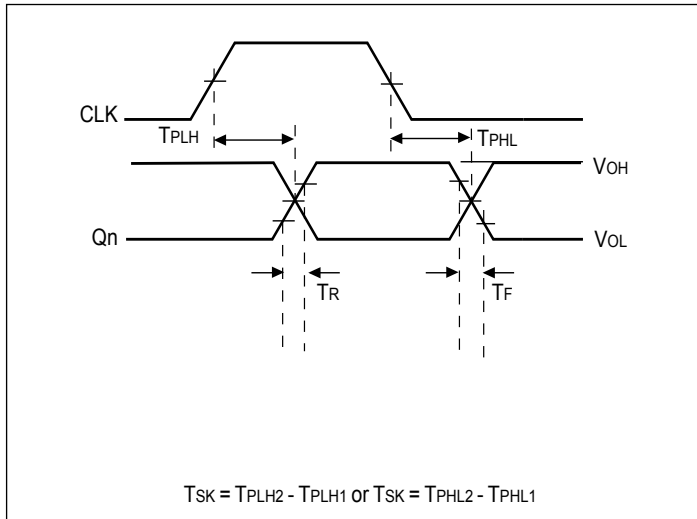 CLK
TPLH
TPHL
VOH
Qn
VOL
TR
TF
TSK = TPLH2 - TPLH1 or TSK = TPHL2 - TPHL1